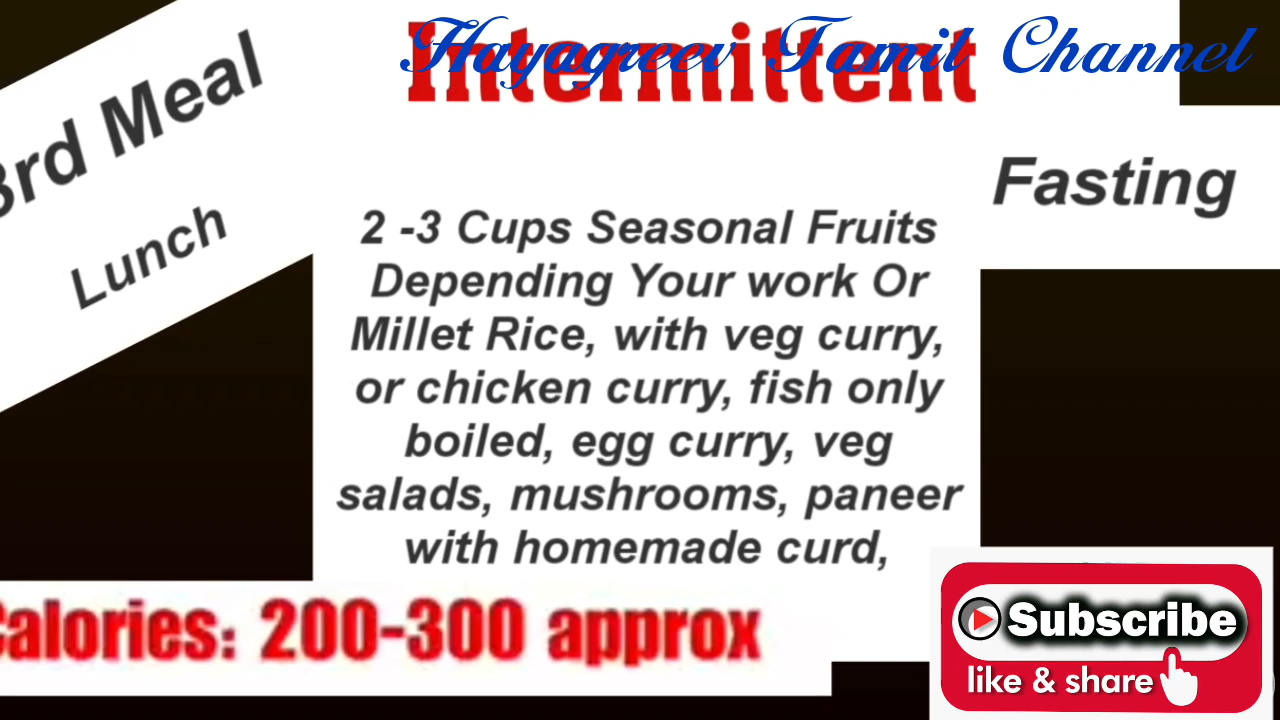 Hayagreev Tamil Channel
Intermittent
Fasting
3rd Meal
Lunch
2 -3 Cups Seasonal Fruits
Depending Your work Or
Millet Rice, with veg curry,
or chicken curry, fish only
boiled, egg curry, veg
salads, mushrooms, paneer
with homemade curd,
Calories: 200-300 approx
Subscribe
like & share